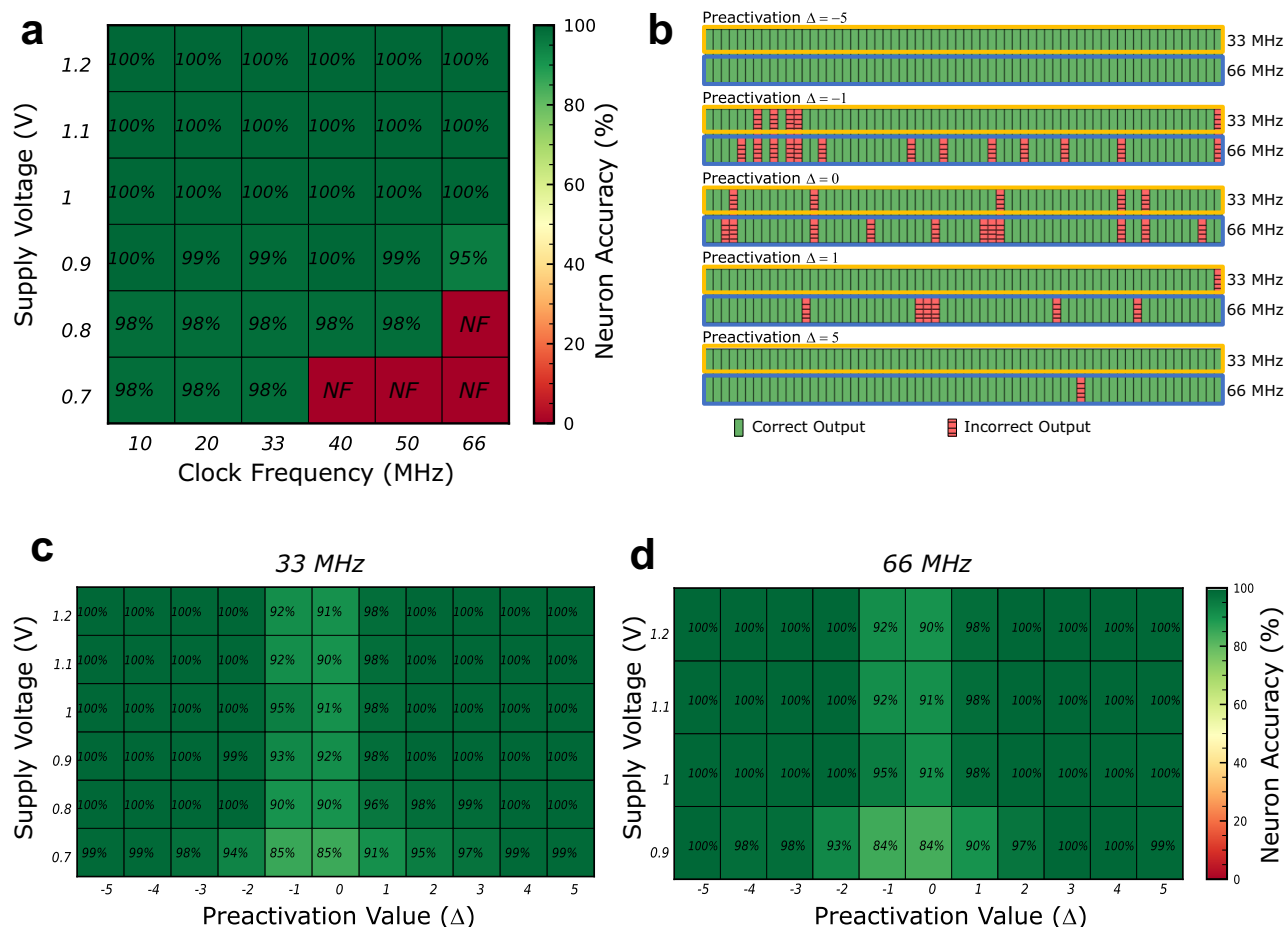 a
Supply Voltage (V)
1.2 100% 100% 100% 100% 100% 100%
1.1 100% 100% 100% 100% 100% 100%
1 100% 100% 100% 100% 100% 100%
0.9 100% 99% 99% 100% 99% 95%
0.8 98% 98% 98% 98% 98% NF
0.7 98% 98% 98% NF NF NF
10 20 33 40 50 66
Clock Frequency (MHz)
100
80
60
40
20
0
Neuron Accuracy (%)
b
Preactivation Δ = −5
33 MHz
66 MHz
Preactivation Δ = −1
33 MHz
66 MHz
Preactivation Δ = 0
33 MHz
66 MHz
Preactivation Δ = 1
33 MHz
66 MHz
Preactivation Δ = 5
33 MHz
66 MHz
Correct Output Incorrect Output
c
33 MHz
Supply Voltage (V)
1.2 100% 100% 100% 100% 92% 91% 98% 100% 100% 100% 100%
1.1 100% 100% 100% 100% 92% 90% 98% 100% 100% 100% 100%
1 100% 100% 100% 100% 95% 91% 98% 100% 100% 100% 100%
0.9 100% 100% 100% 99% 93% 92% 98% 100% 100% 100% 100%
0.8 100% 100% 100% 100% 90% 90% 96% 98% 99% 100% 100%
0.7 99% 99% 98% 94% 85% 85% 91% 95% 97% 99% 99%
-5 -4 -3 -2 -1 0 1 2 3 4 5
Preactivation Value (Δ)
d
66 MHz
Supply Voltage (V)
1.2 100% 100% 100% 100% 92% 90% 98% 100% 100% 100% 100%
1.1 100% 100% 100% 100% 92% 91% 98% 100% 100% 100% 100%
1 100% 100% 100% 100% 95% 91% 98% 100% 100% 100% 100%
0.9 100% 98% 98% 93% 84% 84% 90% 97% 100% 100% 99%
-5 -4 -3 -2 -1 0 1 2 3 4 5
Preactivation Value (Δ)
100
80
60
40
20
0
Neuron Accuracy (%)